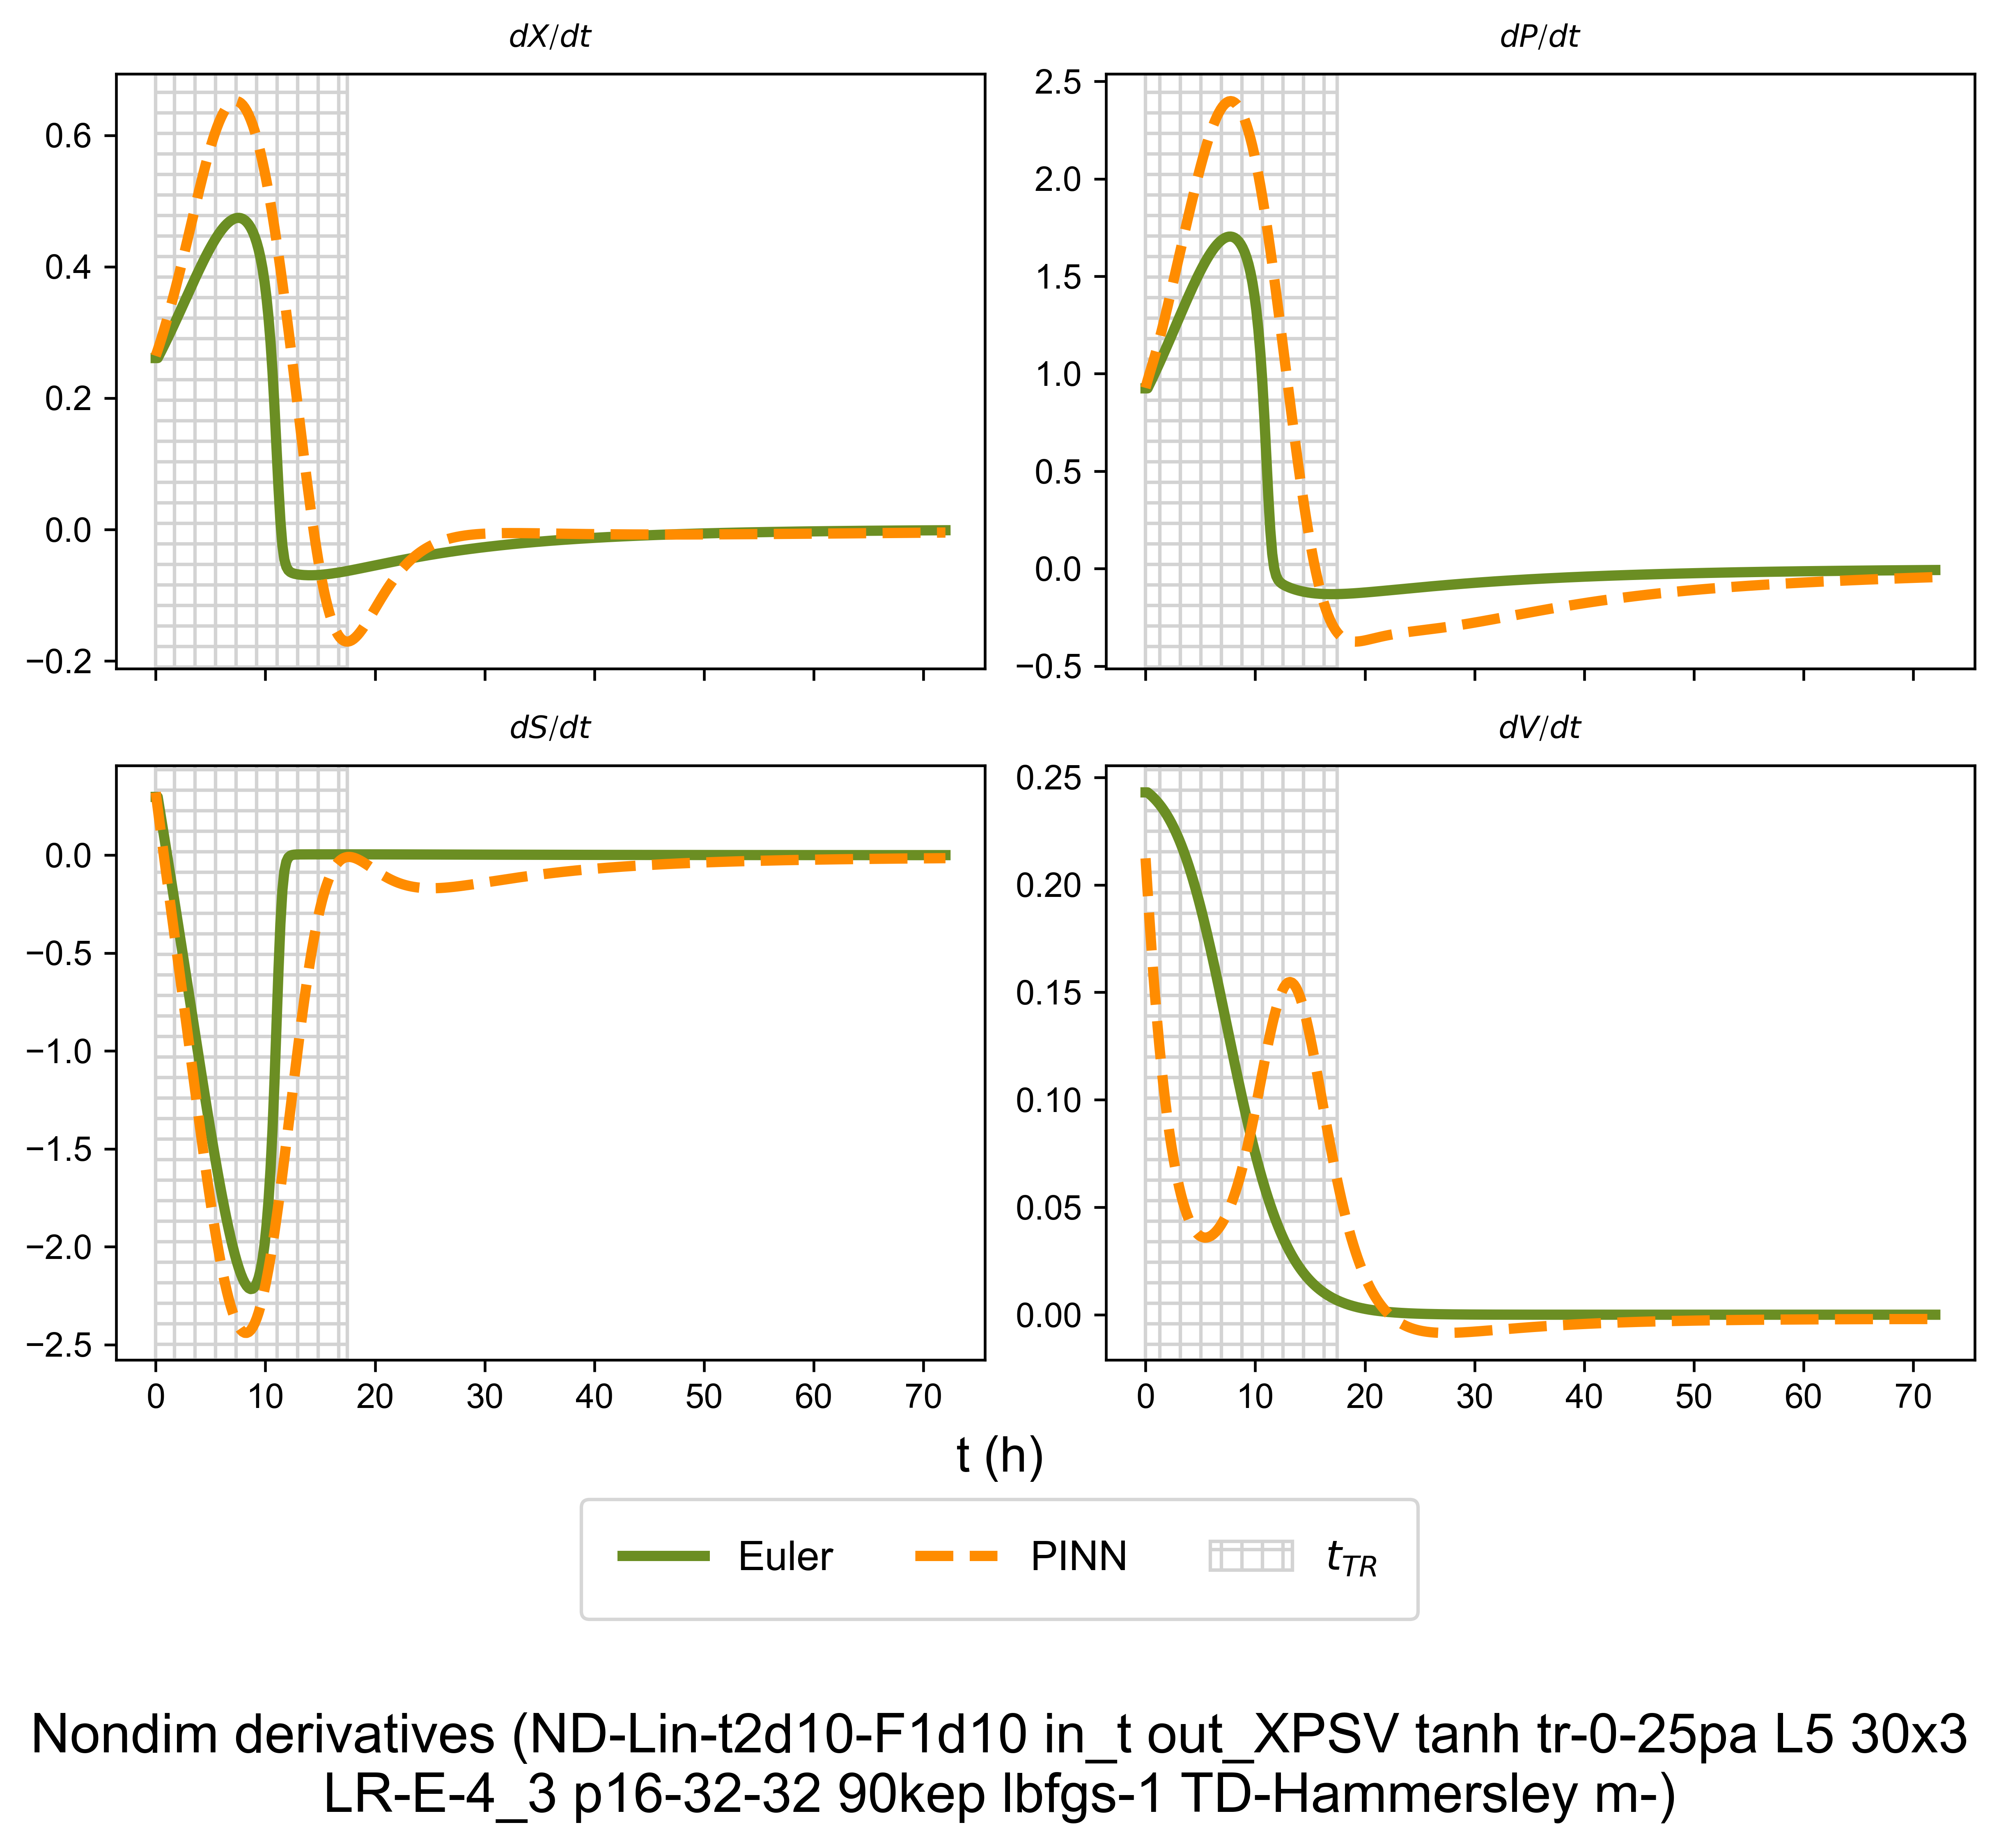 dX/dt
dP/dt
0.6
0.4
0.2
0.0
−0.2
2.5
2.0
1.5
1.0
0.5
0.0
−0.5
dS/dt
dV/dt
0.0
−0.5
−1.0
−1.5
−2.0
−2.5
0.25
0.20
0.15
0.10
0.05
0.00
0 10 20 30 40 50 60 70
0 10 20 30 40 50 60 70
t (h)
Euler PINN t_TR
Nondim derivatives (ND-Lin-t2d10-F1d10 in_t out_XPSV tanh tr-0-25pa L5 30x3
LR-E-4_3 p16-32-32 90kep lbfgs-1 TD-Hammersley m-)